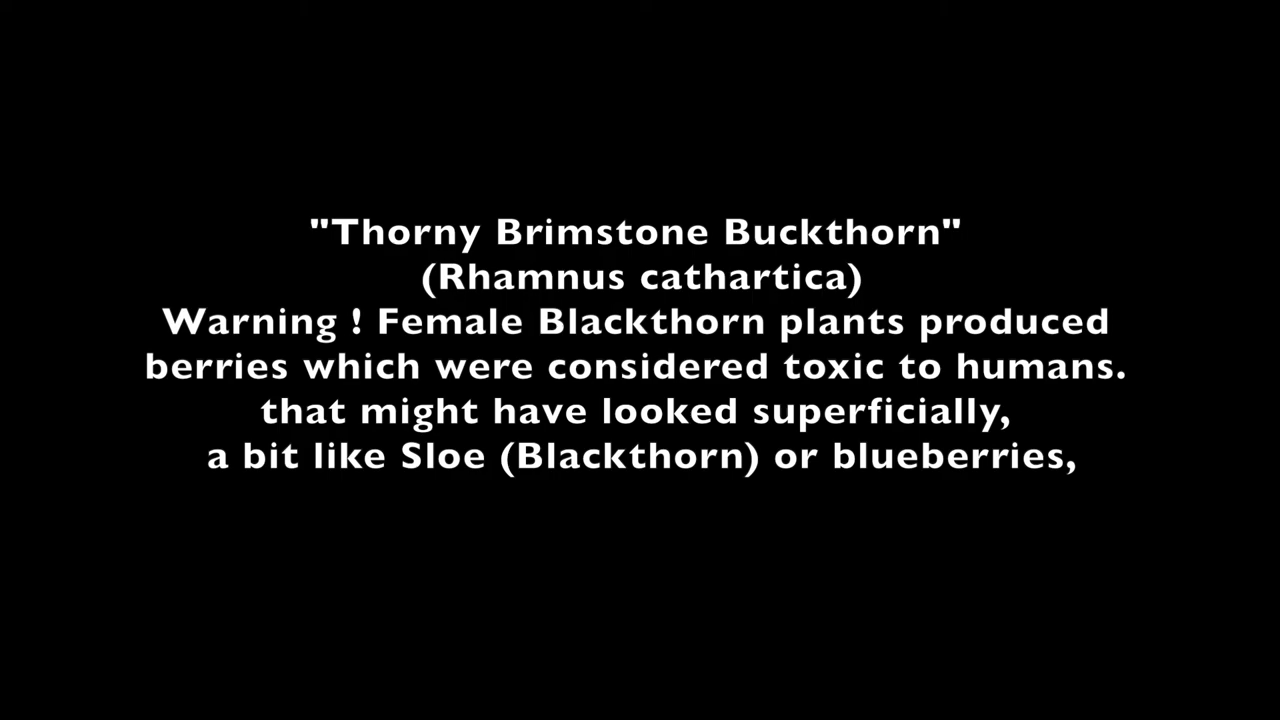 "Thorny Brimstone Buckthorn"
(Rhamnus cathartica)
Warning ! Female Blackthorn plants produced
berries which were considered toxic to humans.
that might have looked superficially,
a bit like Sloe (Blackthorn) or blueberries,